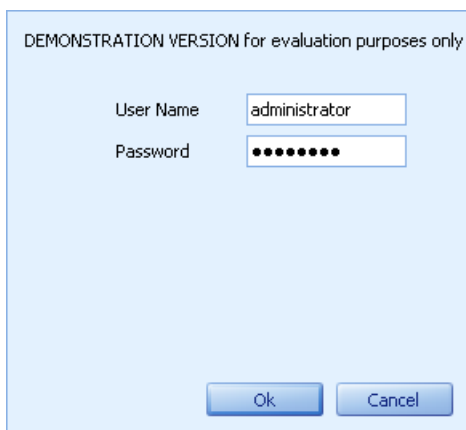 DEMONSTRATION VERSION for evaluation purposes only
User Name administrator
Password ●●●●●●●●
Ok Cancel